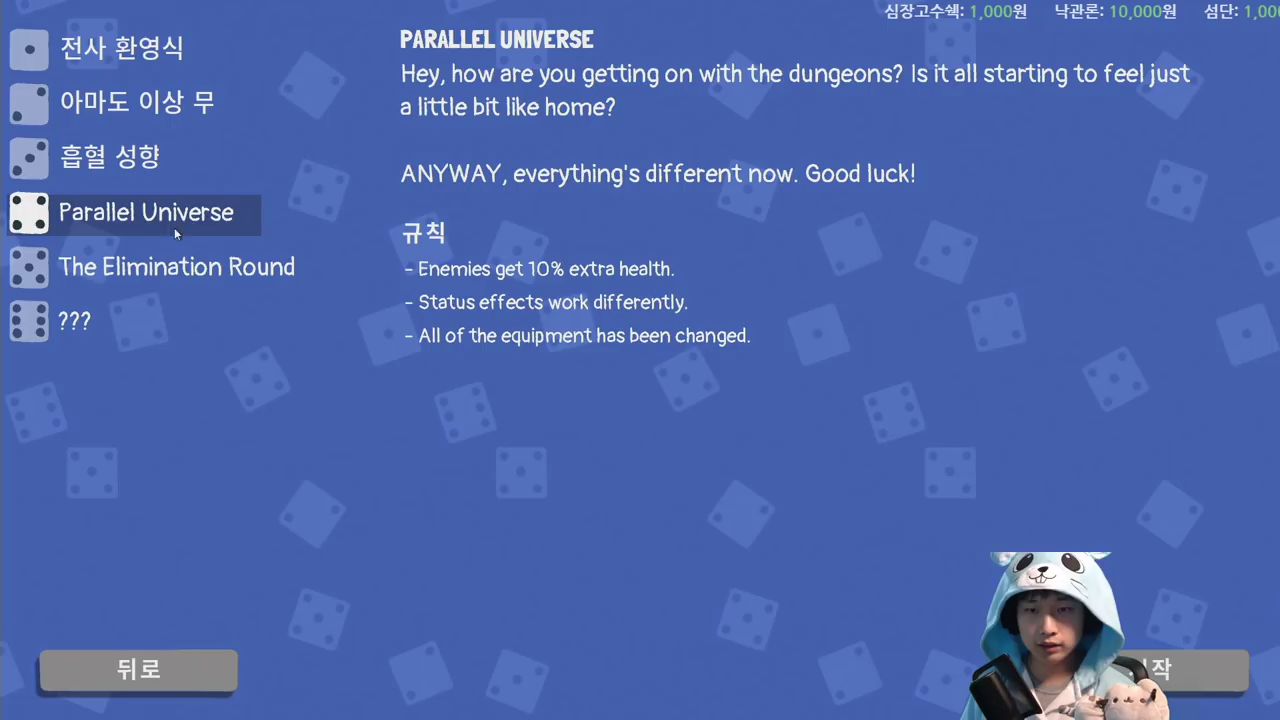 심장고수쉑: 1,000원 낙관론: 10,000원 섬단: 1,000
전사 환영식
아마도 이상 무
흡혈 성향
Parallel Universe
The Elimination Round
???
PARALLEL UNIVERSE
Hey, how are you getting on with the dungeons? Is it all starting to feel just
a little bit like home?
ANYWAY, everything's different now. Good luck!
규칙
- Enemies get 10% extra health.
- Status effects work differently.
- All of the equipment has been changed.
뒤로
작